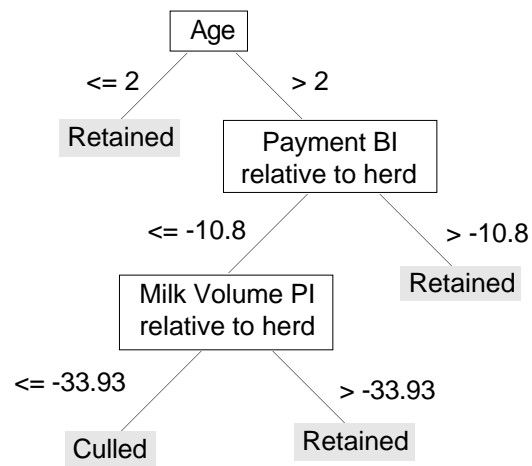 Age
<= 2
> 2
Retained
Payment BI
relative to herd
<= -10.8
> -10.8
Milk Volume PI
relative to herd
Retained
<= -33.93
> -33.93
Culled
Retained